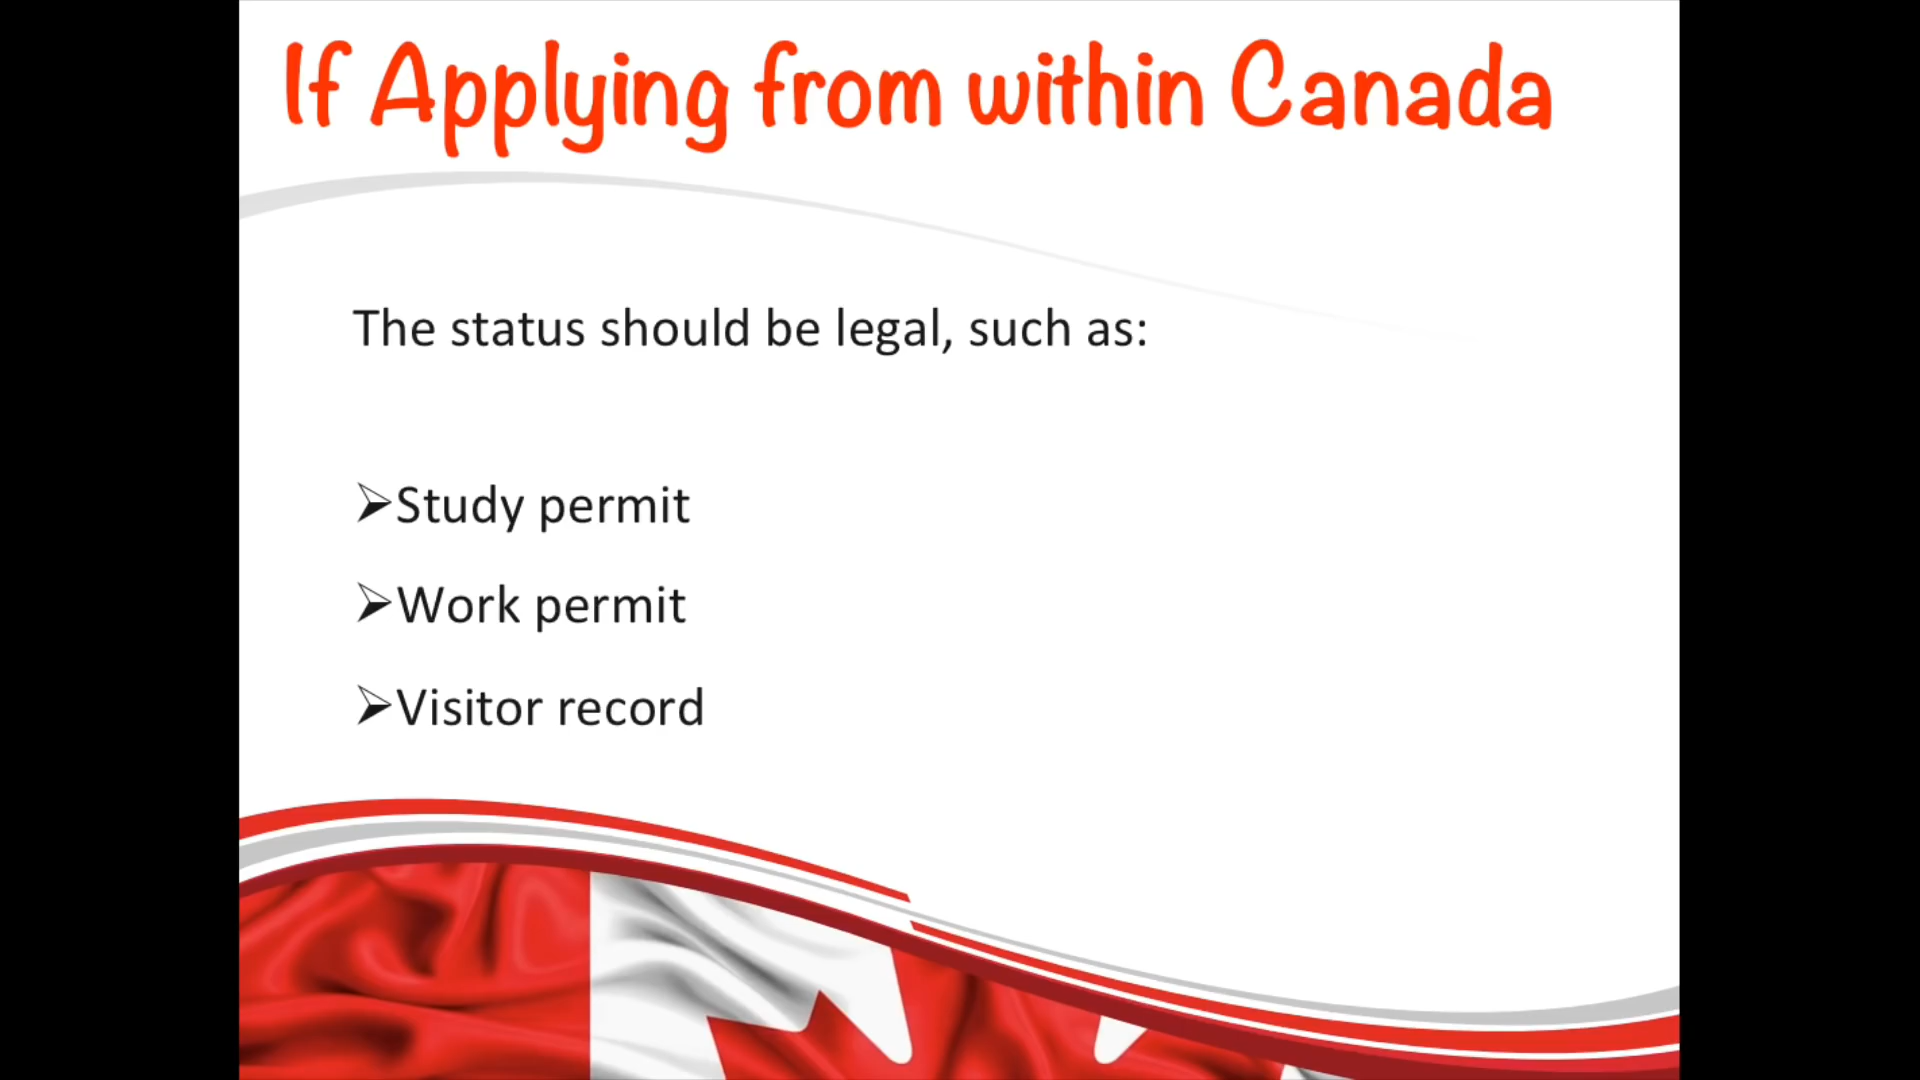 If Applying from within Canada
The status should be legal, such as:
➢Study permit
➢Work permit
➢Visitor record